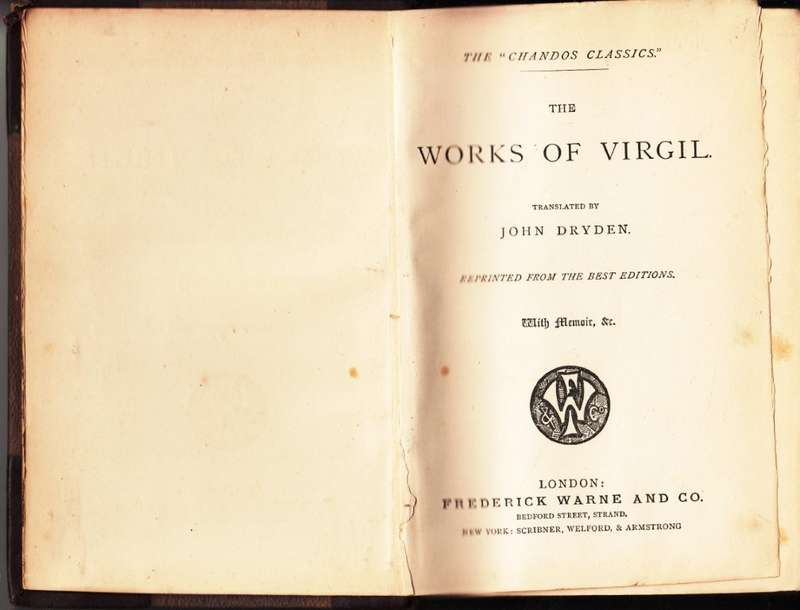 THE "CHANDOS CLASSICS."
THE
WORKS OF VIRGIL.
TRANSLATED BY
JOHN DRYDEN.
REPRINTED FROM THE BEST EDITIONS.
With Memoir, &c.
F W & Co
LONDON:
FREDERICK WARNE AND CO.
BEDFORD STREET, STRAND.
NEW YORK: SCRIBNER, WELFORD, & ARMSTRONG